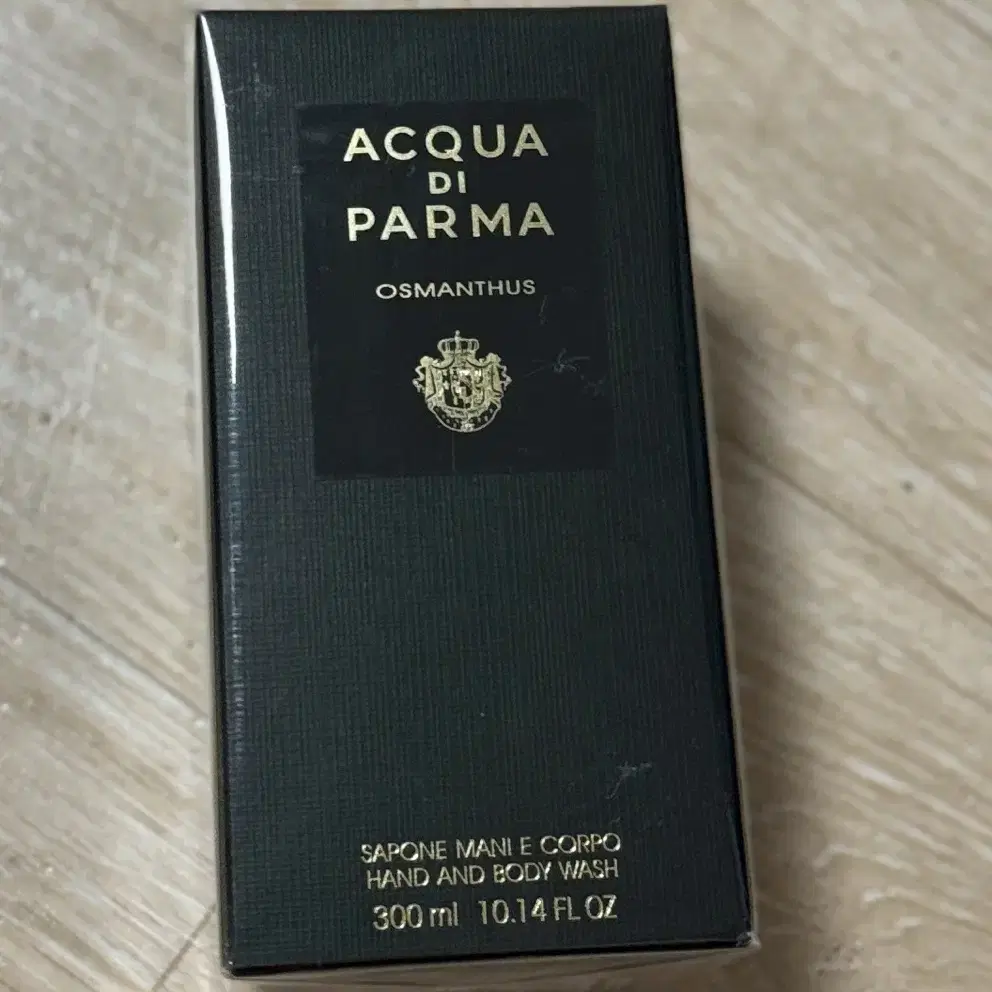 ACQUA
DI
PARMA
OSMANTHUS
SAPONE MANI E CORPO
HAND AND BODY WASH
300 ml 10.14 FL OZ